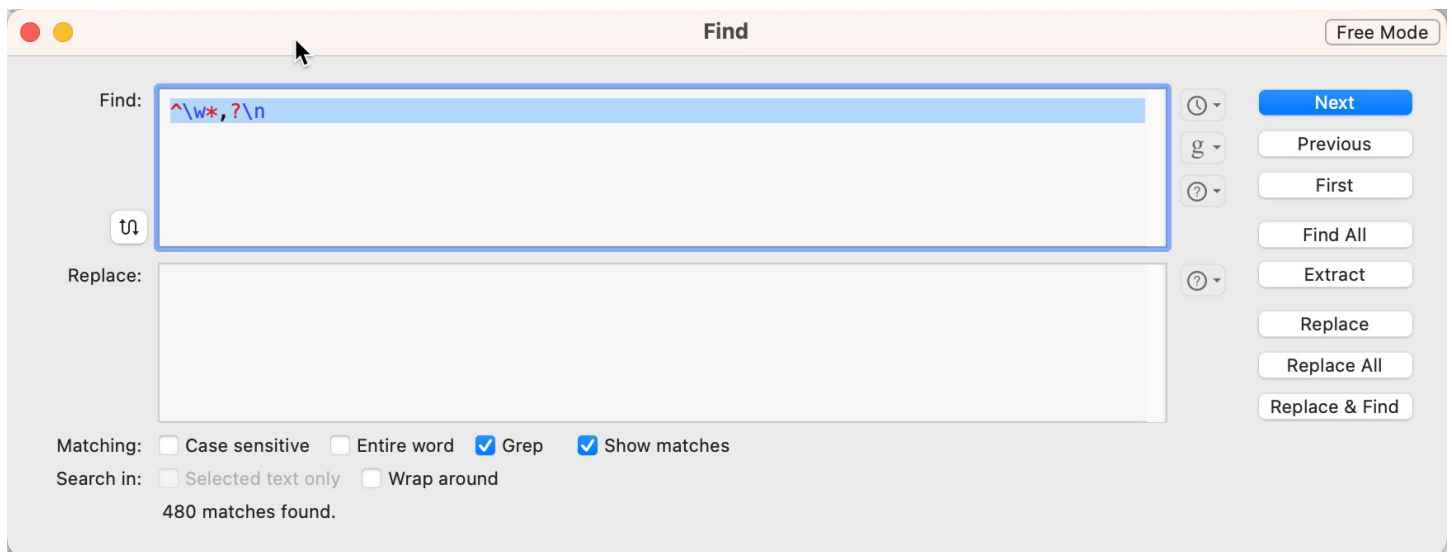 Find
Free Mode
Find:
^\w*,?\n
g
Next
Previous
First
Find All
Extract
Replace:
Replace
Replace All
Replace & Find
Matching: Case sensitive Entire word Grep Show matches
Search in: Selected text only Wrap around
480 matches found.